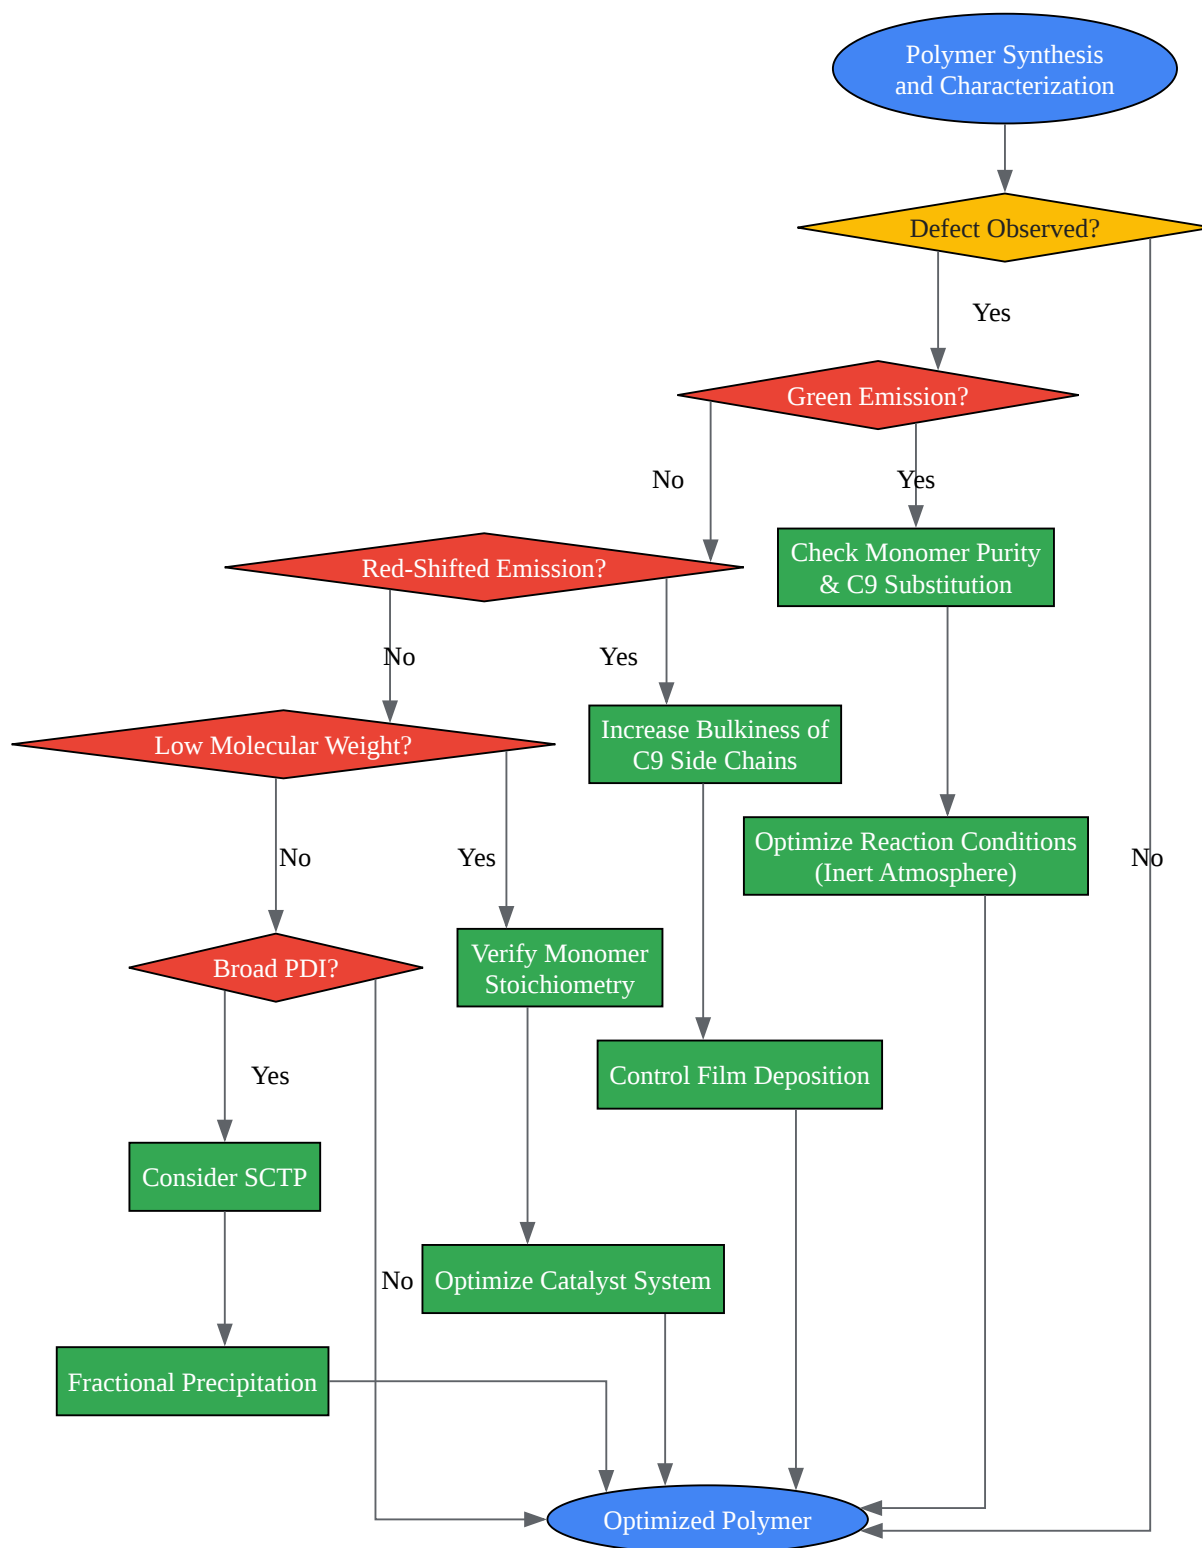 Polymer Synthesis
and Characterization
Defect Observed?
Yes
Green Emission?
No
Yes
Red-Shifted Emission?
Check Monomer Purity
& C9 Substitution
No
Yes
Low Molecular Weight?
Increase Bulkiness of
C9 Side Chains
Optimize Reaction Conditions
(Inert Atmosphere)
No
Yes
No
Broad PDI?
Verify Monomer
Stoichiometry
Yes
Control Film Deposition
Consider SCTP
No
Optimize Catalyst System
Fractional Precipitation
Optimized Polymer